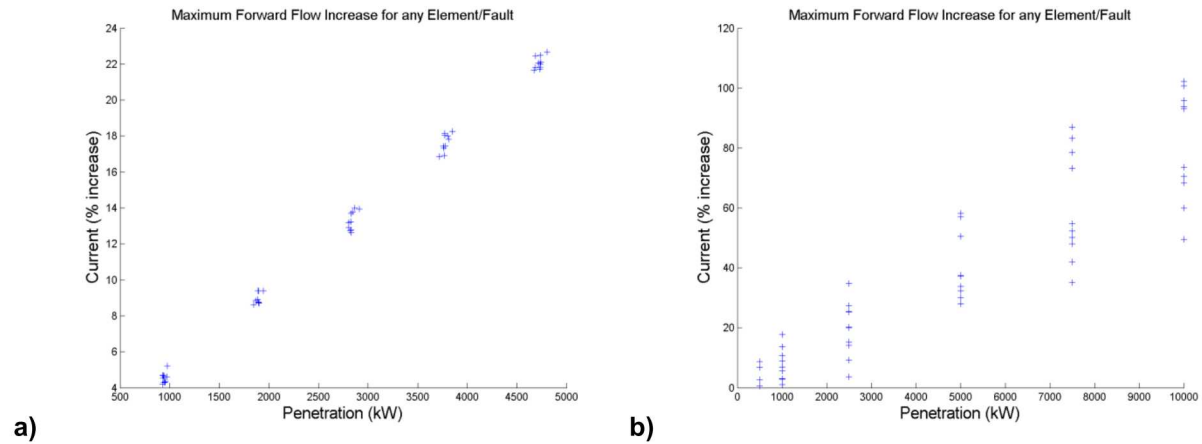 Maximum Forward Flow Increase for any Element/Fault
24
22
20
18
16
14
12
10
8
6
4
Current (% increase)
500 1000 1500 2000 2500 3000 3500 4000 4500 5000
Penetration (kW)
a)
Maximum Forward Flow Increase for any Element/Fault
120
100
80
60
40
20
0
Current (% increase)
0 1000 2000 3000 4000 5000 6000 7000 8000 9000 10000
Penetration (kW)
b)